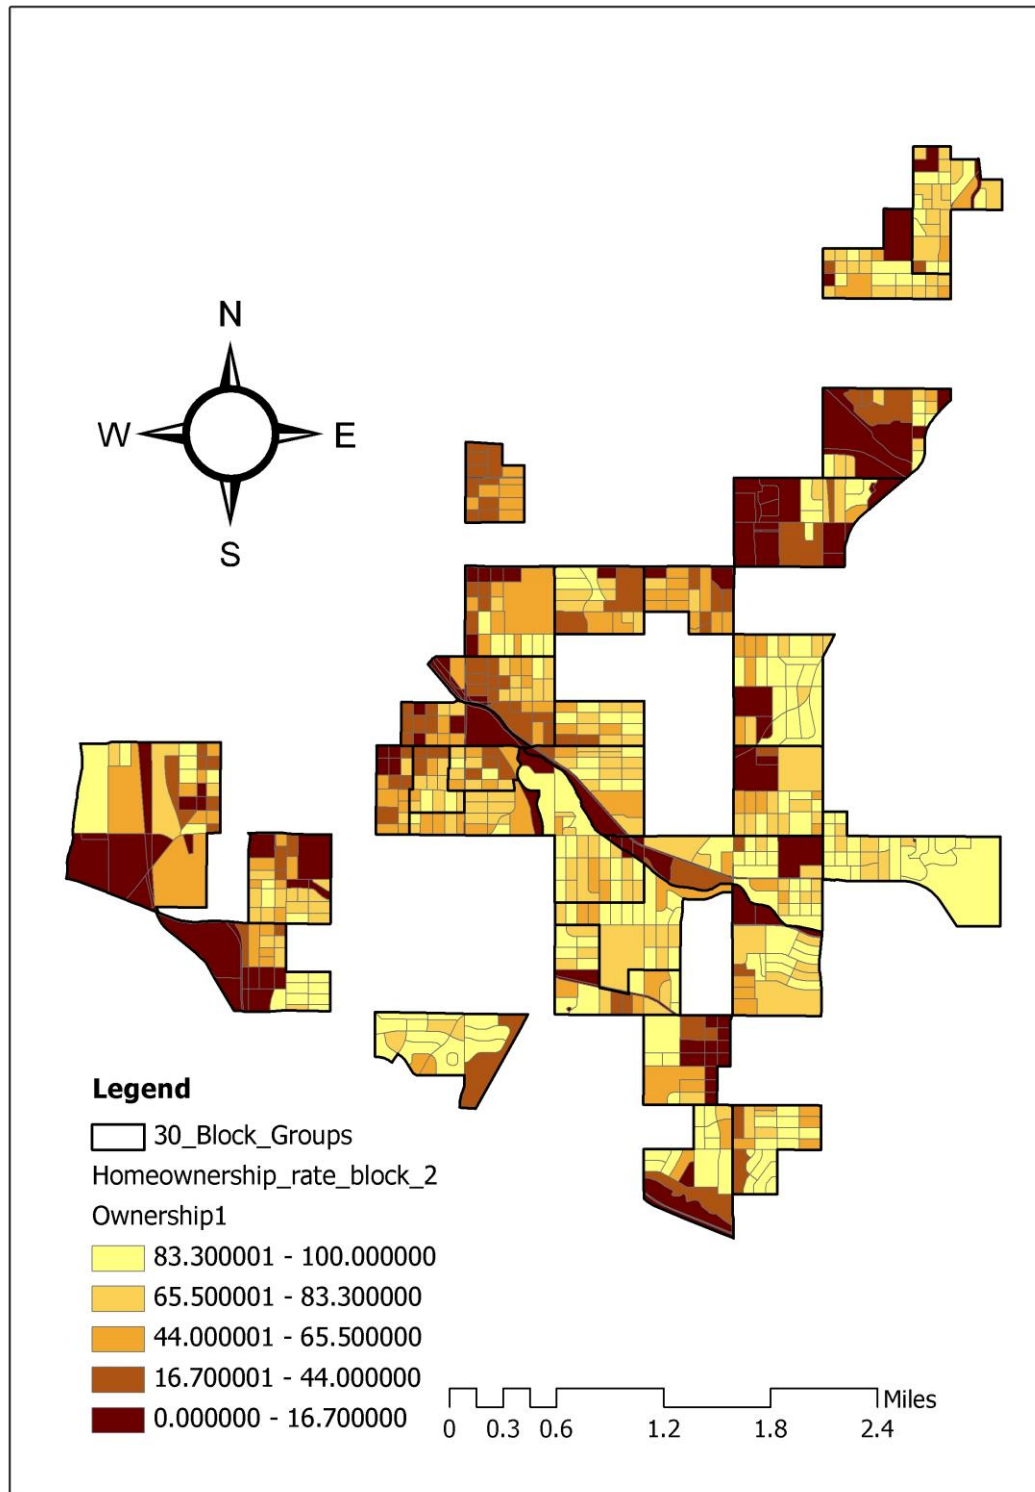 N
W
E
S
Legend
30_Block_Groups
Homeownership_rate_block_2
Ownership1
83.300001 - 100.000000
65.500001 - 83.300000
44.000001 - 65.500000
16.700001 - 44.000000
0.000000 - 16.700000
Miles
0 0.3 0.6 1.2 1.8 2.4